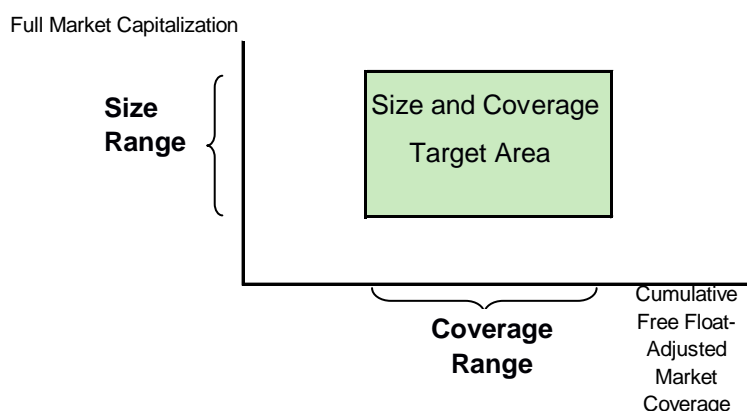 Full Market Capitalization
Size
Range
Size and Coverage
Target Area
Coverage
Range
Cumulative
Free Float-
Adjusted
Market
Coverage